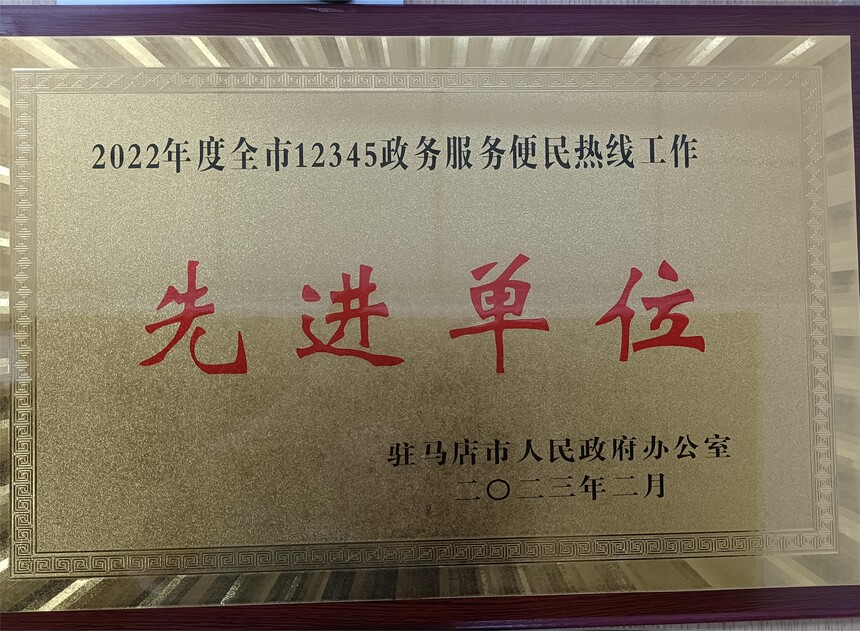 2022年度全市12345政务服务便民热线工作
先进单位
驻马店市人民政府办公室
二〇二三年二月